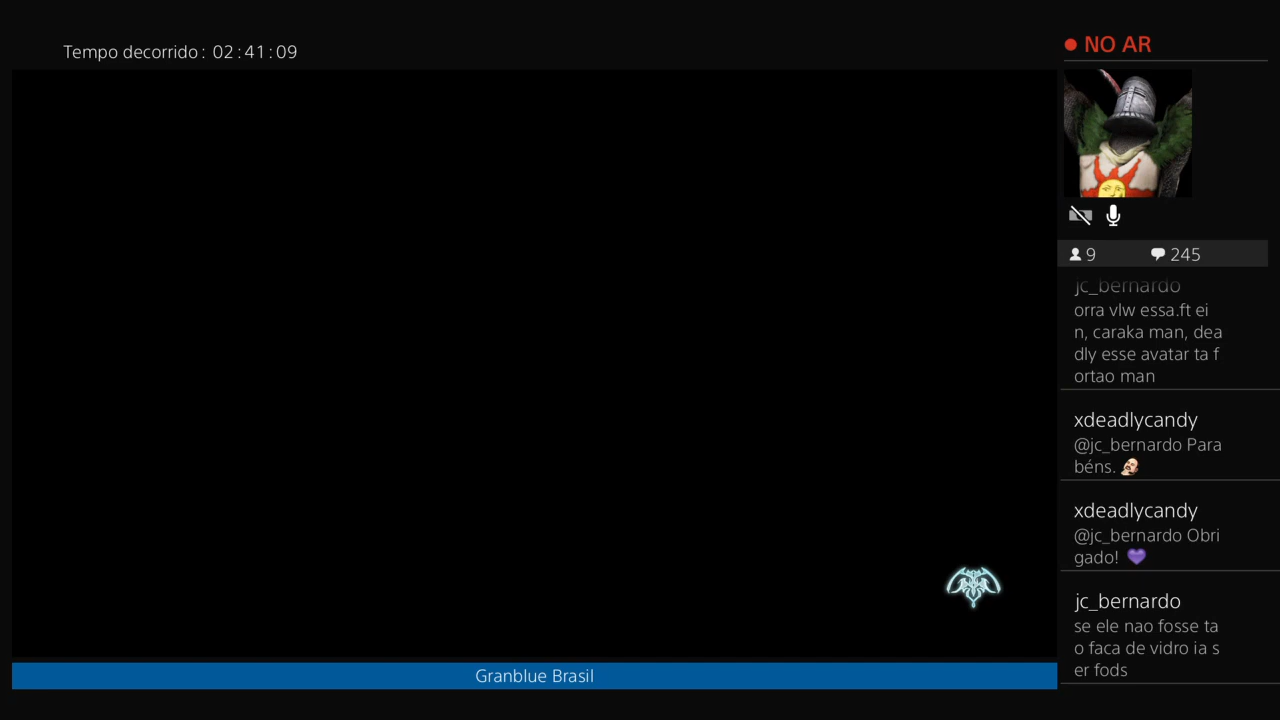 Tempo decorrido : 02 : 41 : 09
NO AR
9
245
jc_bernardo
orra vlw essa.ft ei
n, caraka man, dea
dly esse avatar ta f
ortao man
xdeadlycandy
@jc_bernardo Para
béns.
xdeadlycandy
@jc_bernardo Obri
gado! 💜
jc_bernardo
se ele nao fosse ta
o faca de vidro ia s
er fods
Granblue Brasil